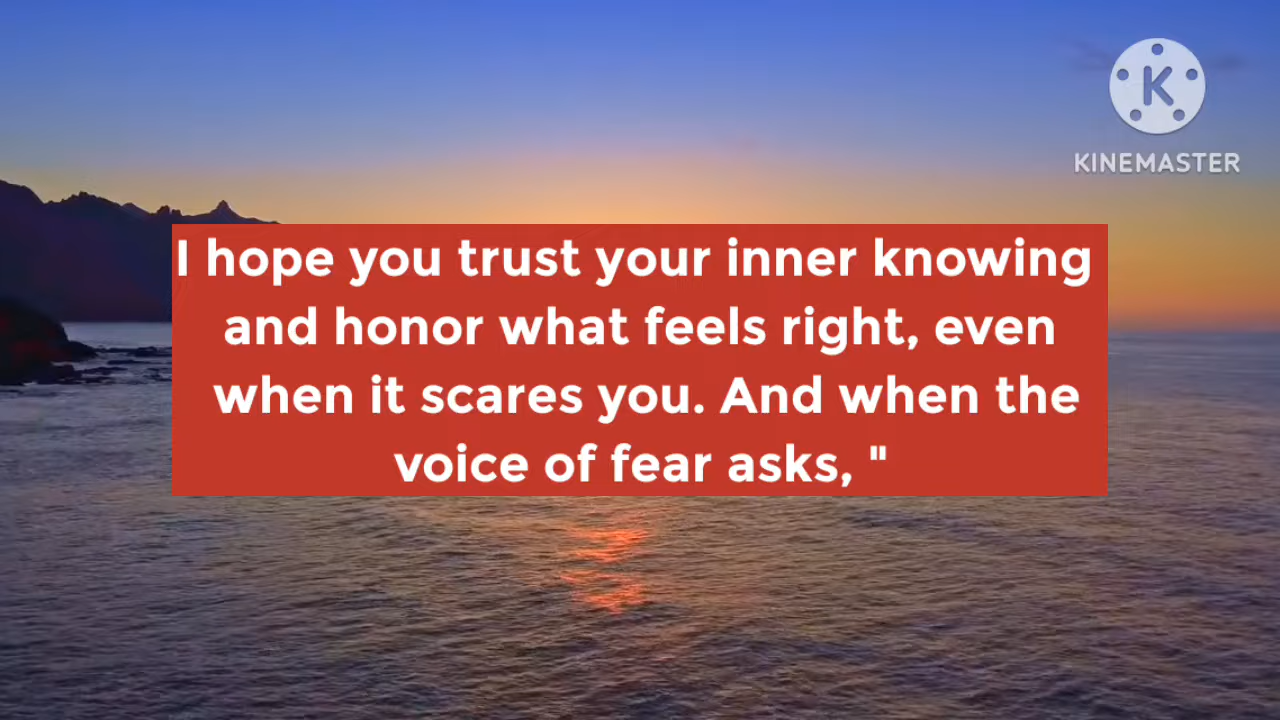 K
KINEMASTER
I hope you trust your inner knowing
and honor what feels right, even
when it scares you. And when the
voice of fear asks, "